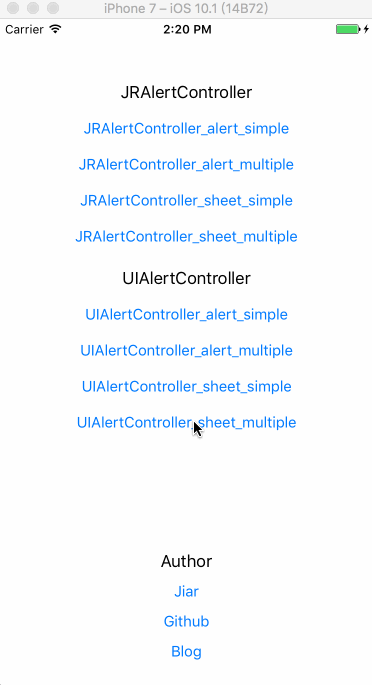 iPhone 7 – iOS 10.1 (14B72)
Carrier 2:20 PM
JRAlertController
JRAlertController_alert_simple
JRAlertController_alert_multiple
JRAlertController_sheet_simple
JRAlertController_sheet_multiple
UIAlertController
UIAlertController_alert_simple
UIAlertController_alert_multiple
UIAlertController_sheet_simple
UIAlertController_sheet_multiple
Author
Jiar
Github
Blog